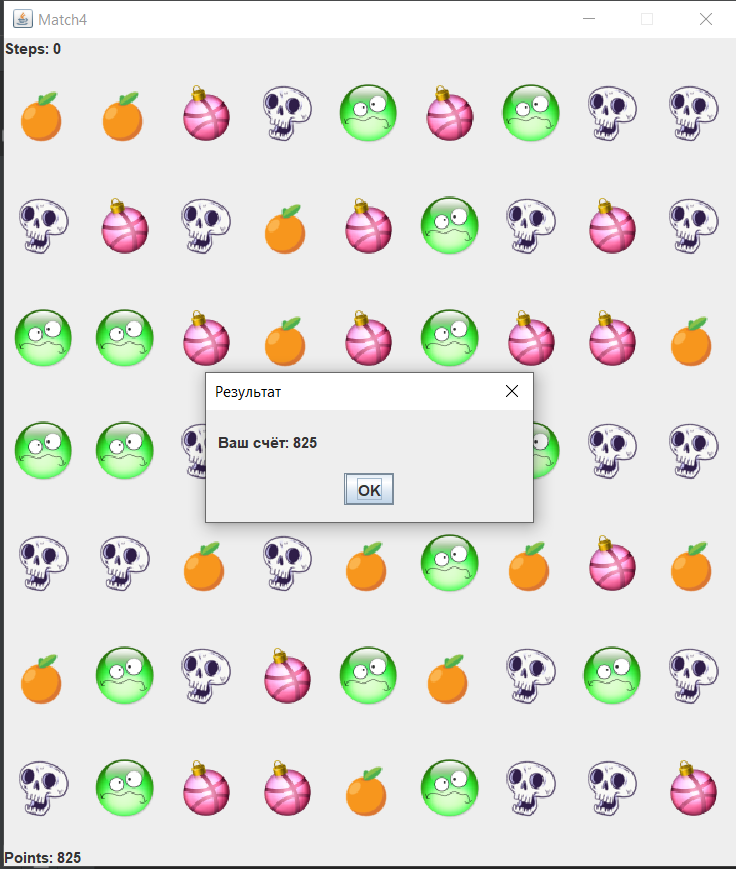 Match4
Steps: 0
Результат
Ваш счёт: 825
OK
Points: 825